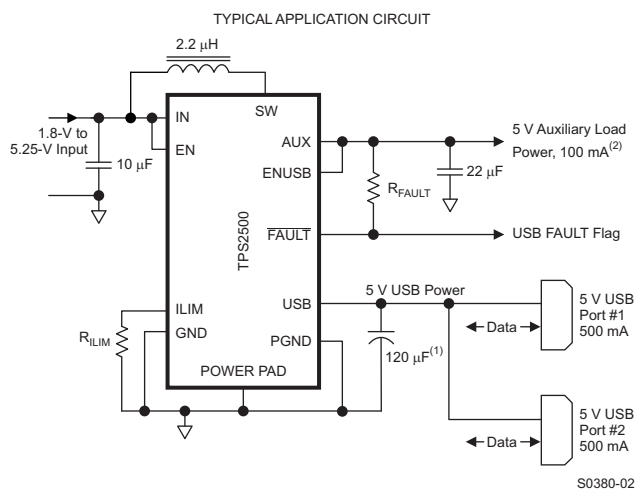 TYPICAL APPLICATION CIRCUIT
2.2 μH
IN
SW
1.8-V to
5.25-V Input
EN
10 μF
AUX
5 V Auxiliary Load
Power, 100 mA(2)
ENUSB
22 μF
RFAULT
TPS2500
FAULT
USB FAULT Flag
5 V USB Power
ILIM
USB
5 V USB
Port #1
500 mA
Data
RILIM
GND
PGND
120 μF(1)
POWER PAD
5 V USB
Port #2
500 mA
Data
S0380-02